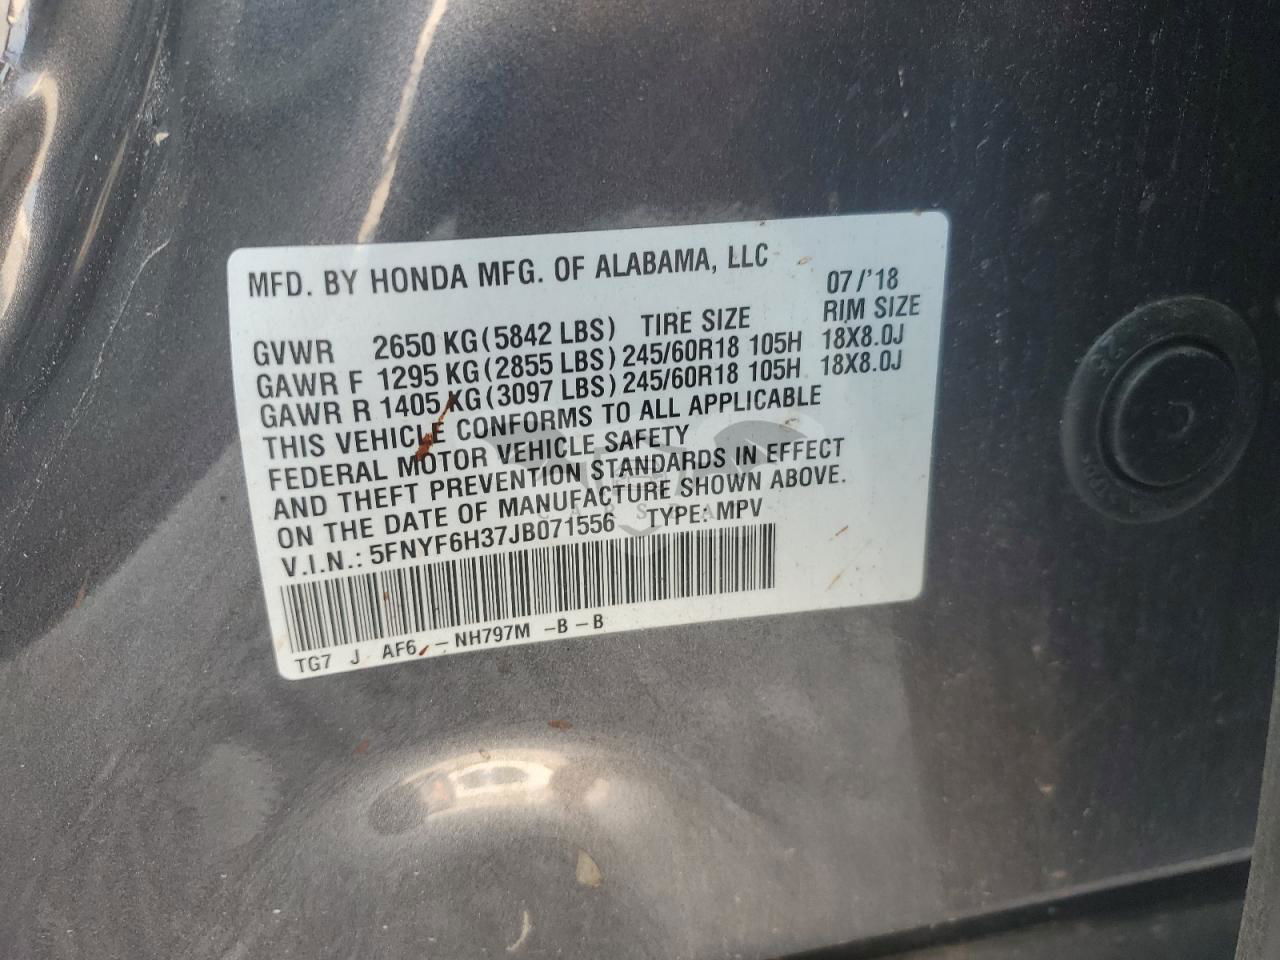 MFD. BY HONDA MFG. OF ALABAMA, LLC 07/'18
GVWR 2650 KG (5842 LBS) TIRE SIZE RIM SIZE
GAWR F 1295 KG (2855 LBS) 245/60R18 105H 18X8.0J
GAWR R 1405 KG (3097 LBS) 245/60R18 105H 18X8.0J
THIS VEHICLE CONFORMS TO ALL APPLICABLE
FEDERAL MOTOR VEHICLE SAFETY
AND THEFT PREVENTION STANDARDS IN EFFECT
ON THE DATE OF MANUFACTURE SHOWN ABOVE.
V.I.N.: 5FNYF6H37JB071556 TYPE: MPV
TG7 J AF6 - NH797M -B-B